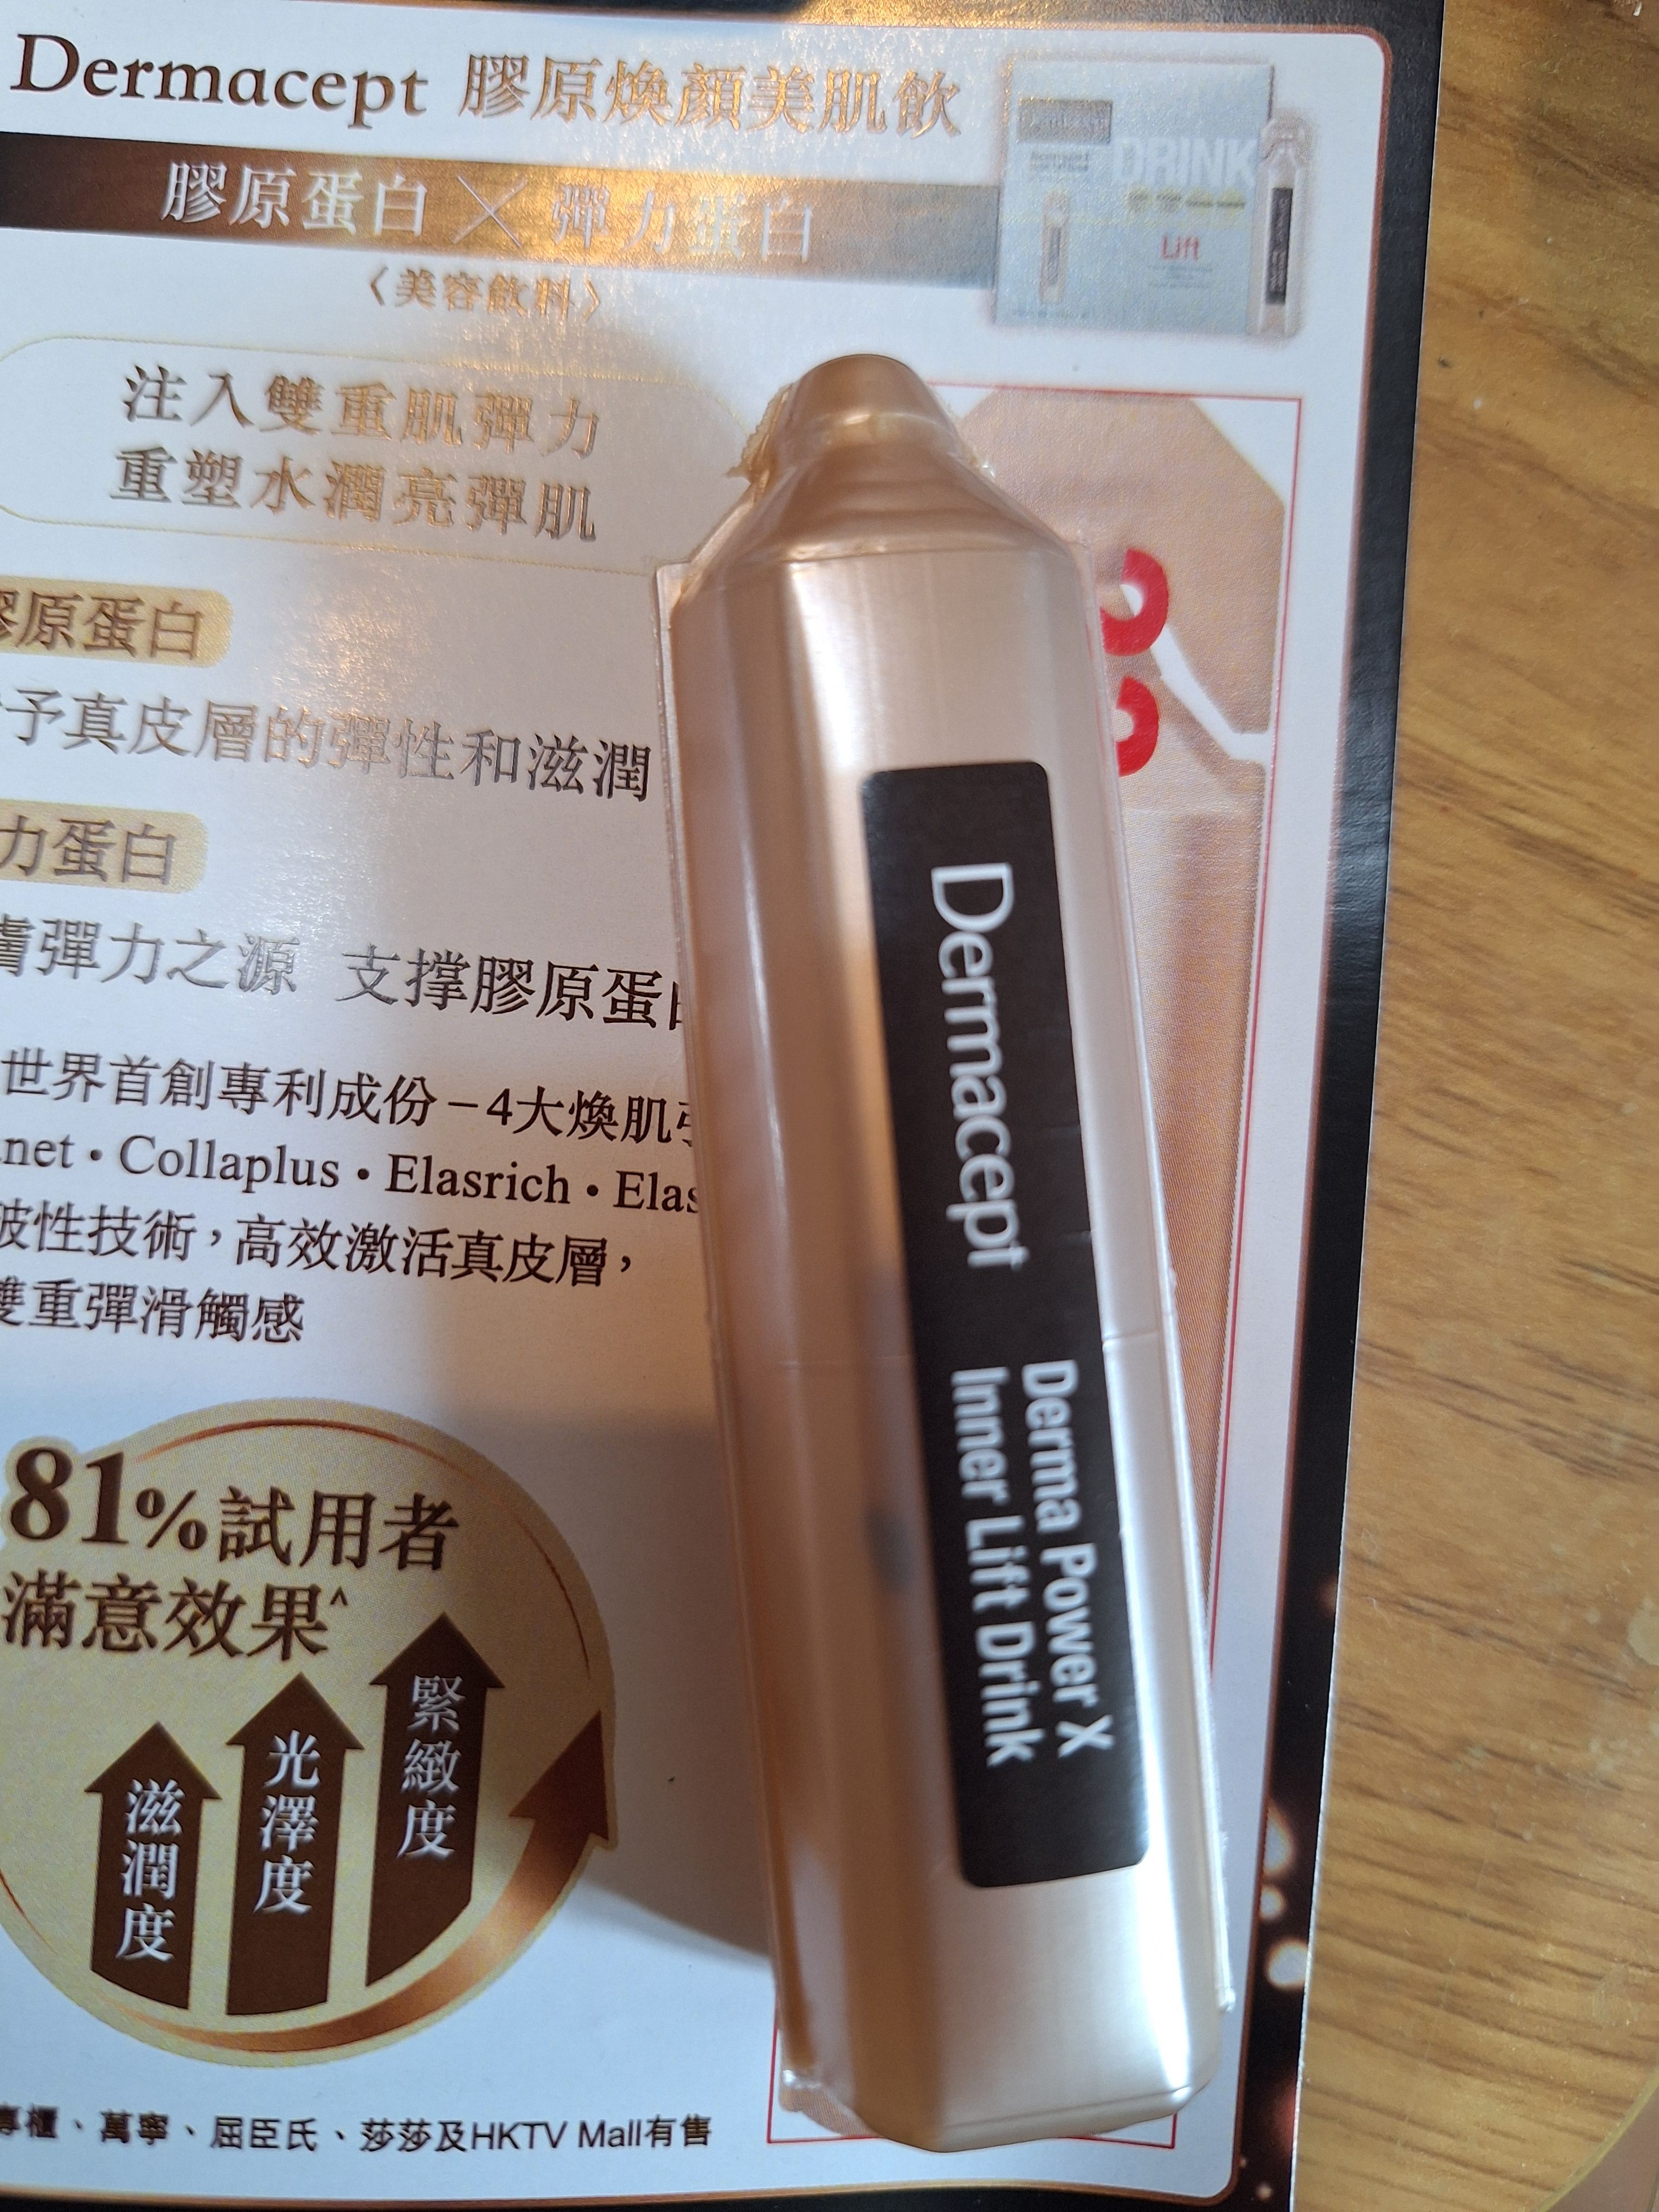 Dermacept 膠原煥顏美肌飲
膠原蛋白 × 彈力蛋白
〈美容飲料〉
DRINK
Lift
注入雙重肌彈力
重塑水潤亮彈肌
膠原蛋白
予真皮層的彈性和滋潤
力蛋白
膚彈力之源 支撐膠原蛋白
世界首創專利成份－4大煥肌
net・Collaplus・Elasrich・Elas
破性技術，高效激活真皮層，
雙重彈滑觸感
81%試用者
滿意效果^
滋潤度
光澤度
緊緻度
專櫃、萬寧、屈臣氏、莎莎及HKTV Mall有售
Dermacept
Derma Power X
Inner Lift Drink